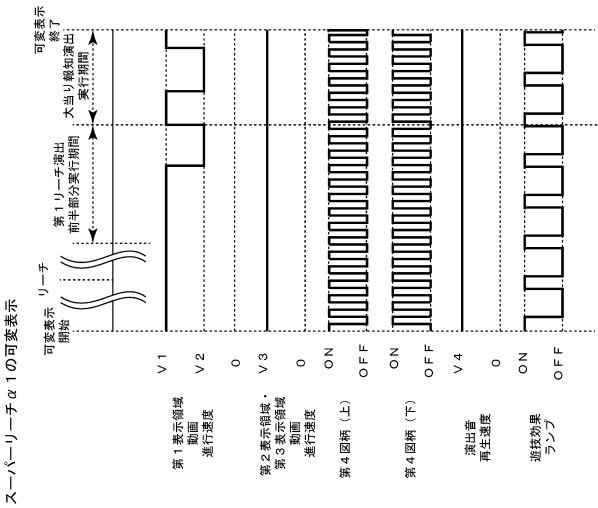 スーパーリーチα１の可変表示
可変表示
開始
リーチ
第１リーチ演出
前半部分実行期間
大当り報知演出
実行期間
可変表示
終了
第１表示領域
動画
進行速度
Ｖ１
Ｖ２
０
第２表示領域・
第３表示領域
動画
進行速度
Ｖ３
０
第４図柄（上）
ＯＮ
ＯＦＦ
第４図柄（下）
ＯＮ
ＯＦＦ
演出音
再生速度
Ｖ４
０
遊技効果
ランプ
ＯＮ
ＯＦＦ